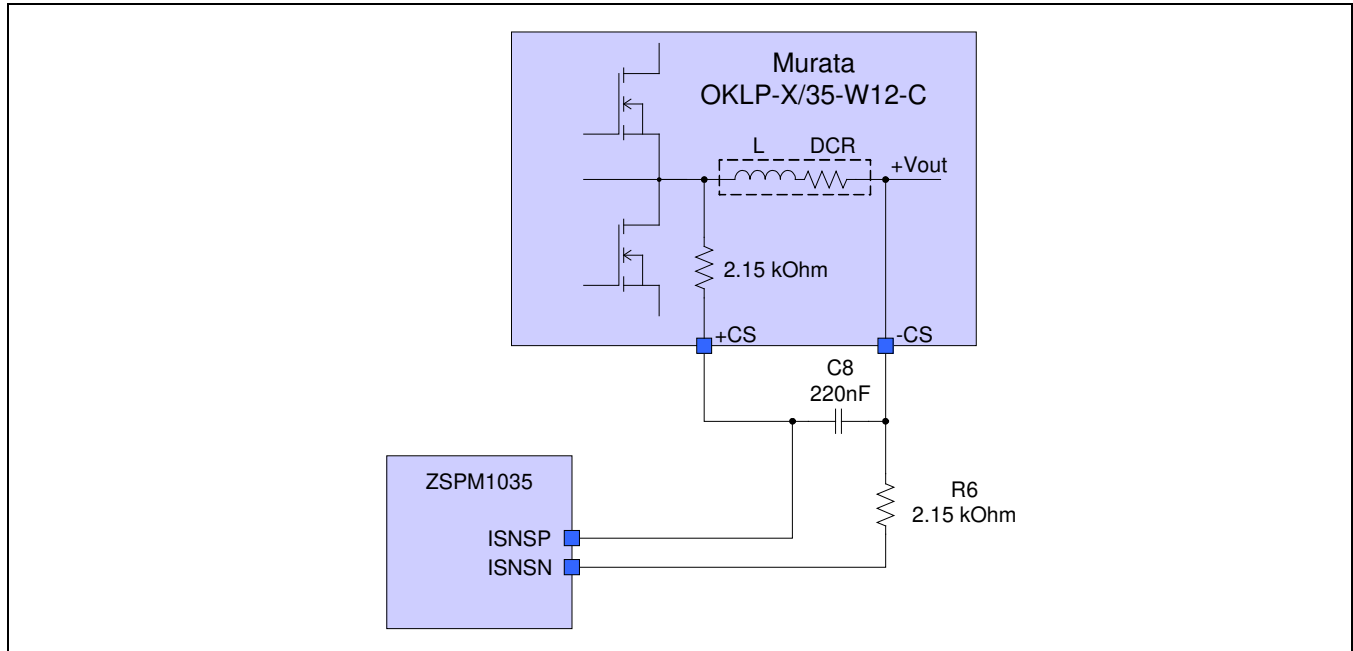 Murata
OKLP-X/35-W12-C
L DCR
+Vout
2.15 kOhm
+CS
-CS
C8
220nF
ZSPM1035
R6
2.15 kOhm
ISNSP
ISNSN